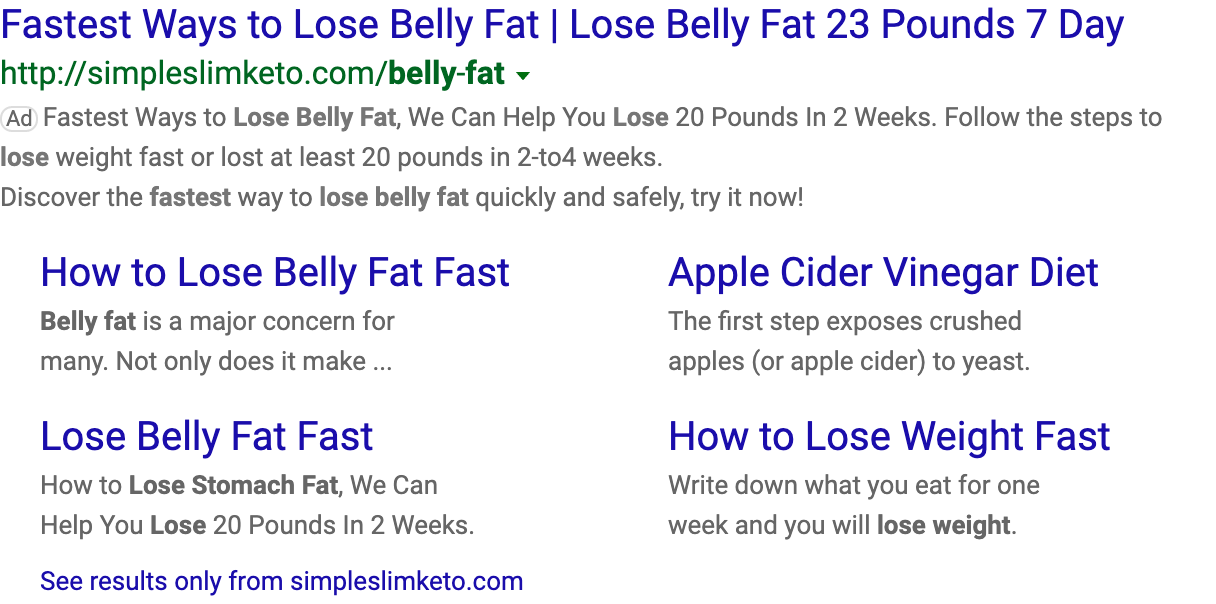 Fastest Ways to Lose Belly Fat | Lose Belly Fat 23 Pounds 7 Day
http://simpleslimketo.com/belly-fat
Ad Fastest Ways to Lose Belly Fat, We Can Help You Lose 20 Pounds In 2 Weeks. Follow the steps to
lose weight fast or lost at least 20 pounds in 2-to4 weeks.
Discover the fastest way to lose belly fat quickly and safely, try it now!
How to Lose Belly Fat Fast
Belly fat is a major concern for
many. Not only does it make ...
Apple Cider Vinegar Diet
The first step exposes crushed
apples (or apple cider) to yeast.
Lose Belly Fat Fast
How to Lose Stomach Fat, We Can
Help You Lose 20 Pounds In 2 Weeks.
How to Lose Weight Fast
Write down what you eat for one
week and you will lose weight.
See results only from simpleslimketo.com